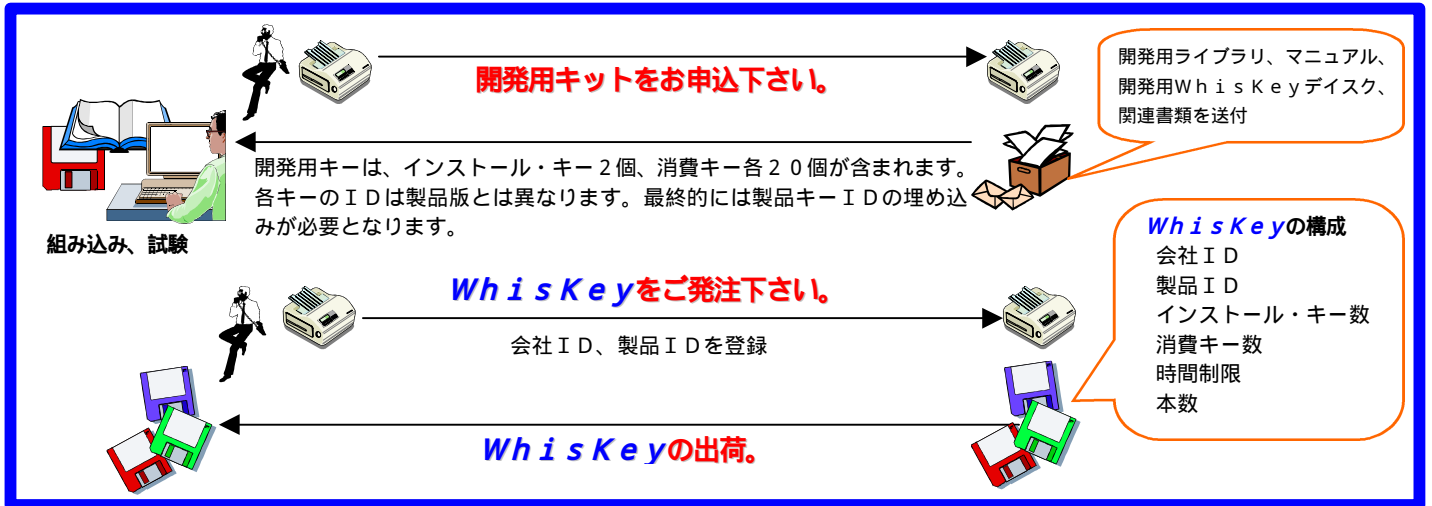 開発用キットをお申込下さい。
開発用ライブラリ、マニュアル、
開発用ＷｈｉｓＫｅｙデイスク、
関連書類を送付
開発用キーは、インストール・キー２個、消費キー各２０個が含まれます。
各キーのＩＤは製品版とは異なります。最終的には製品キーＩＤの埋め込
みが必要となります。
組み込み、試験
ＷｈｉｓＫｅｙをご発注下さい。
会社ＩＤ、製品ＩＤを登録
ＷｈｉｓＫｅｙの構成
会社ＩＤ
製品ＩＤ
インストール・キー数
消費キー数
時間制限
本数
ＷｈｉｓＫｅｙの出荷。